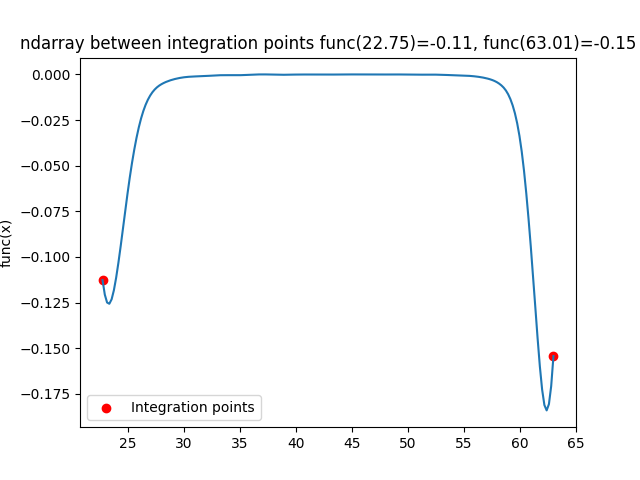 ndarray between integration points func(22.75)=-0.11, func(63.01)=-0.15
0.000
−0.025
−0.050
−0.075
−0.100
−0.125
−0.150
−0.175
func(x)
Integration points
25 30 35 40 45 50 55 60 65